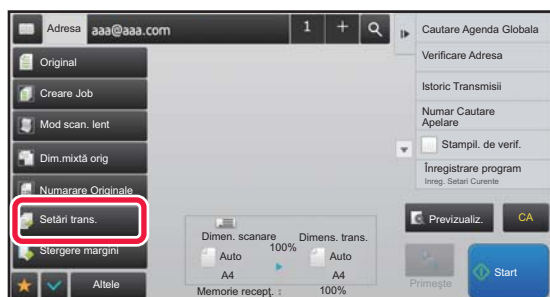 Adresa aaa@aaa.com 1 +
Original
Creare Job
Mod scan. lent
Dim.mixtă orig
Numarare Originale
Setări trans.
Stergere margini
Altele
Dimen. scanare
100%
Dimens. trans.
Auto
Auto
A4
A4
Memorie recepţ. : 100%
Cautare Agenda Globala
Verificare Adresa
Istoric Transmisii
Numar Cautare
Apelare
Stampil. de verif.
Înregistrare program
Inreg. Setari Curente
Previzualiz.
CA
Primește
Start